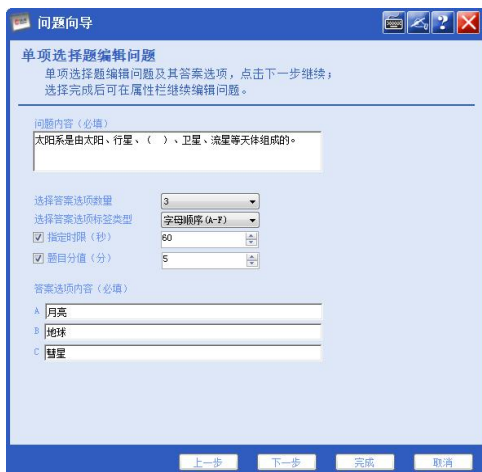 问题向导
单项选择题编辑问题
单项选择题编辑问题及其答案选项，点击下一步继续；
选择完成后可在属性栏继续编辑问题。
问题内容（必填）
太阳系是由太阳、行星、（ ）、卫星、流星等天体组成的。
选择答案选项数量 3
选择答案选项标签类型 字母顺序(A-F)
指定时限（秒） 60
题目分值（分） 5
答案选项内容（必填）
A 月亮
B 地球
C 彗星
上一步 下一步 完成 取消